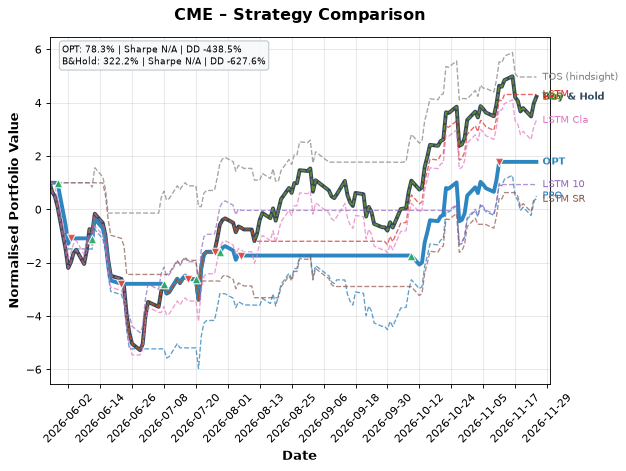 CME – Strategy Comparison
OPT: 78.3% | Sharpe N/A | DD -438.5%
B&Hold: 322.2% | Sharpe N/A | DD -627.6%
Normalised Portfolio Value
6
4
2
0
−2
−4
−6
TOS (hindsight)
LSTM
Buy & Hold
LSTM Cla
OPT
LSTM 10
PPO
LSTM SR
2026-06-02
2026-06-14
2026-06-26
2026-07-08
2026-07-20
2026-08-01
2026-08-13
2026-08-25
2026-09-06
2026-09-18
2026-09-30
2026-10-12
2026-10-24
2026-11-05
2026-11-17
2026-11-29
Date